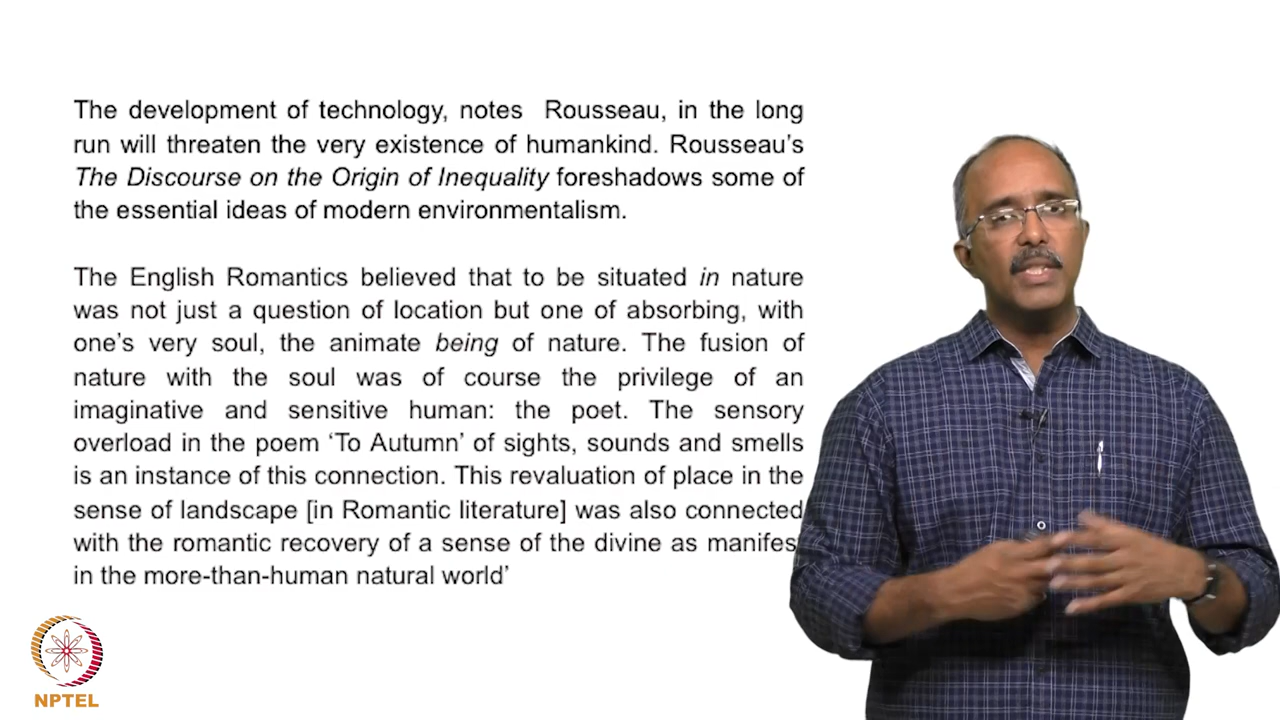 The development of technology, notes Rousseau, in the long
run will threaten the very existence of humankind. Rousseau's
The Discourse on the Origin of Inequality foreshadows some of
the essential ideas of modern environmentalism.
The English Romantics believed that to be situated in nature
was not just a question of location but one of absorbing, with
one's very soul, the animate being of nature. The fusion of
nature with the soul was of course the privilege of an
imaginative and sensitive human: the poet. The sensory
overload in the poem ‘To Autumn’ of sights, sounds and smells
is an instance of this connection. This revaluation of place in the
sense of landscape [in Romantic literature] was also connected
with the romantic recovery of a sense of the divine as manifest
in the more-than-human natural world’
NPTEL